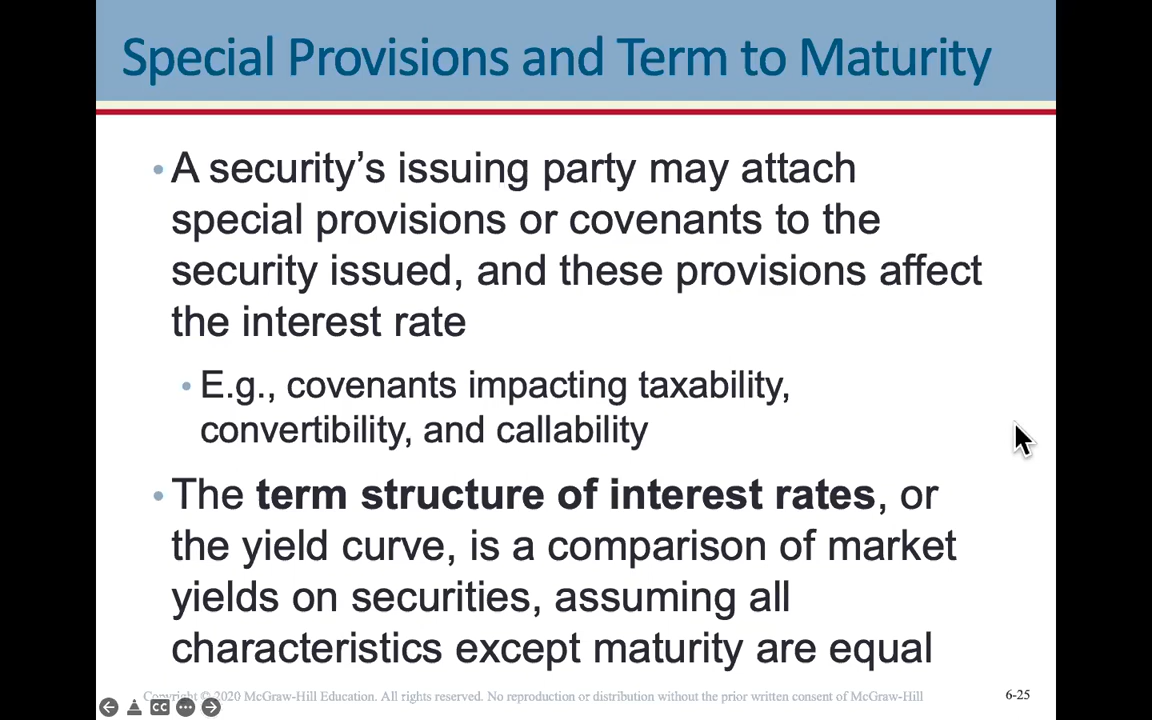 Special Provisions and Term to Maturity
• A security’s issuing party may attach
special provisions or covenants to the
security issued, and these provisions affect
the interest rate
• E.g., covenants impacting taxability,
convertibility, and callability
• The term structure of interest rates, or
the yield curve, is a comparison of market
yields on securities, assuming all
characteristics except maturity are equal
Copyright © 2020 McGraw-Hill Education. All rights reserved. No reproduction or distribution without the prior written consent of McGraw-Hill
6-25
CC